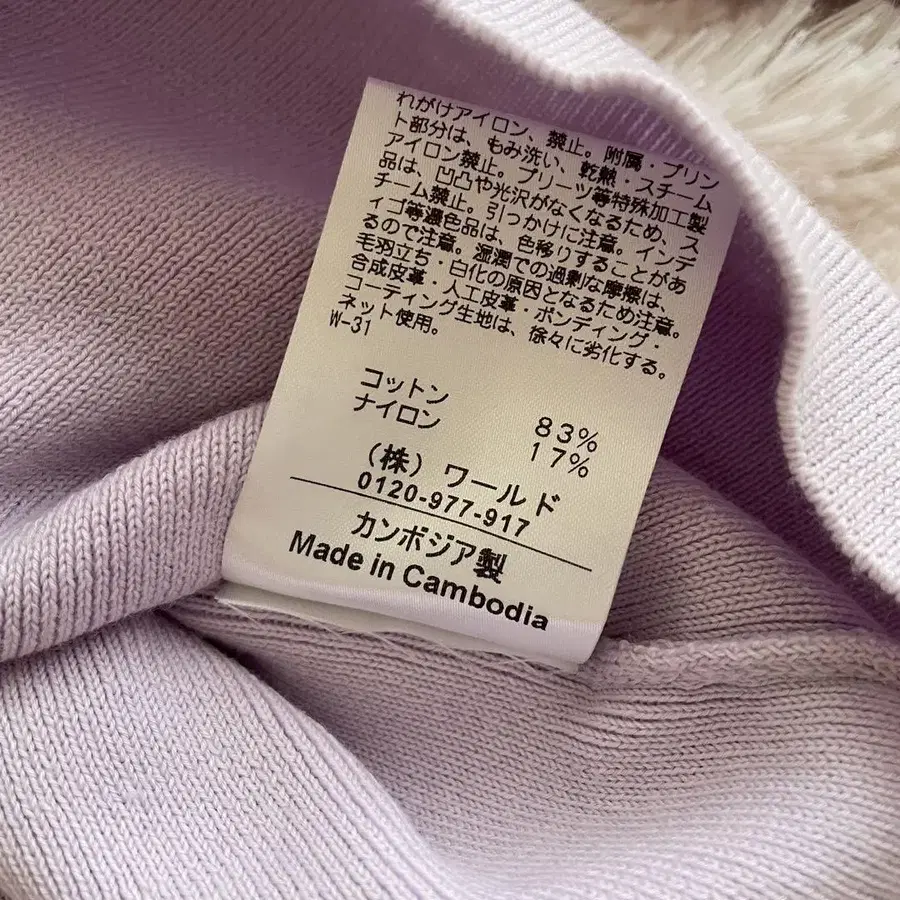 れがけアイロン、禁止。附属・プリン
ト部分は、もみ洗い、乾熱・スチーム
アイロン禁止。プリーツ等特殊加工製
品は、凹凸や光沢がなくなるため、ス
チーム禁止。引っかけに注意。インデ
ィゴ等濃色品は、色移りすることがあ
るので注意。湿潤での過剰な摩擦は、
毛羽立ち・白化の原因となるため注意。
合成皮革・人工皮革・ボンディング・
コーティング生地は、徐々に劣化する。
ネット使用。
W-31
コットン 83%
ナイロン 17%
(株)ワールド
0120-977-917
カンボジア製
Made in Cambodia